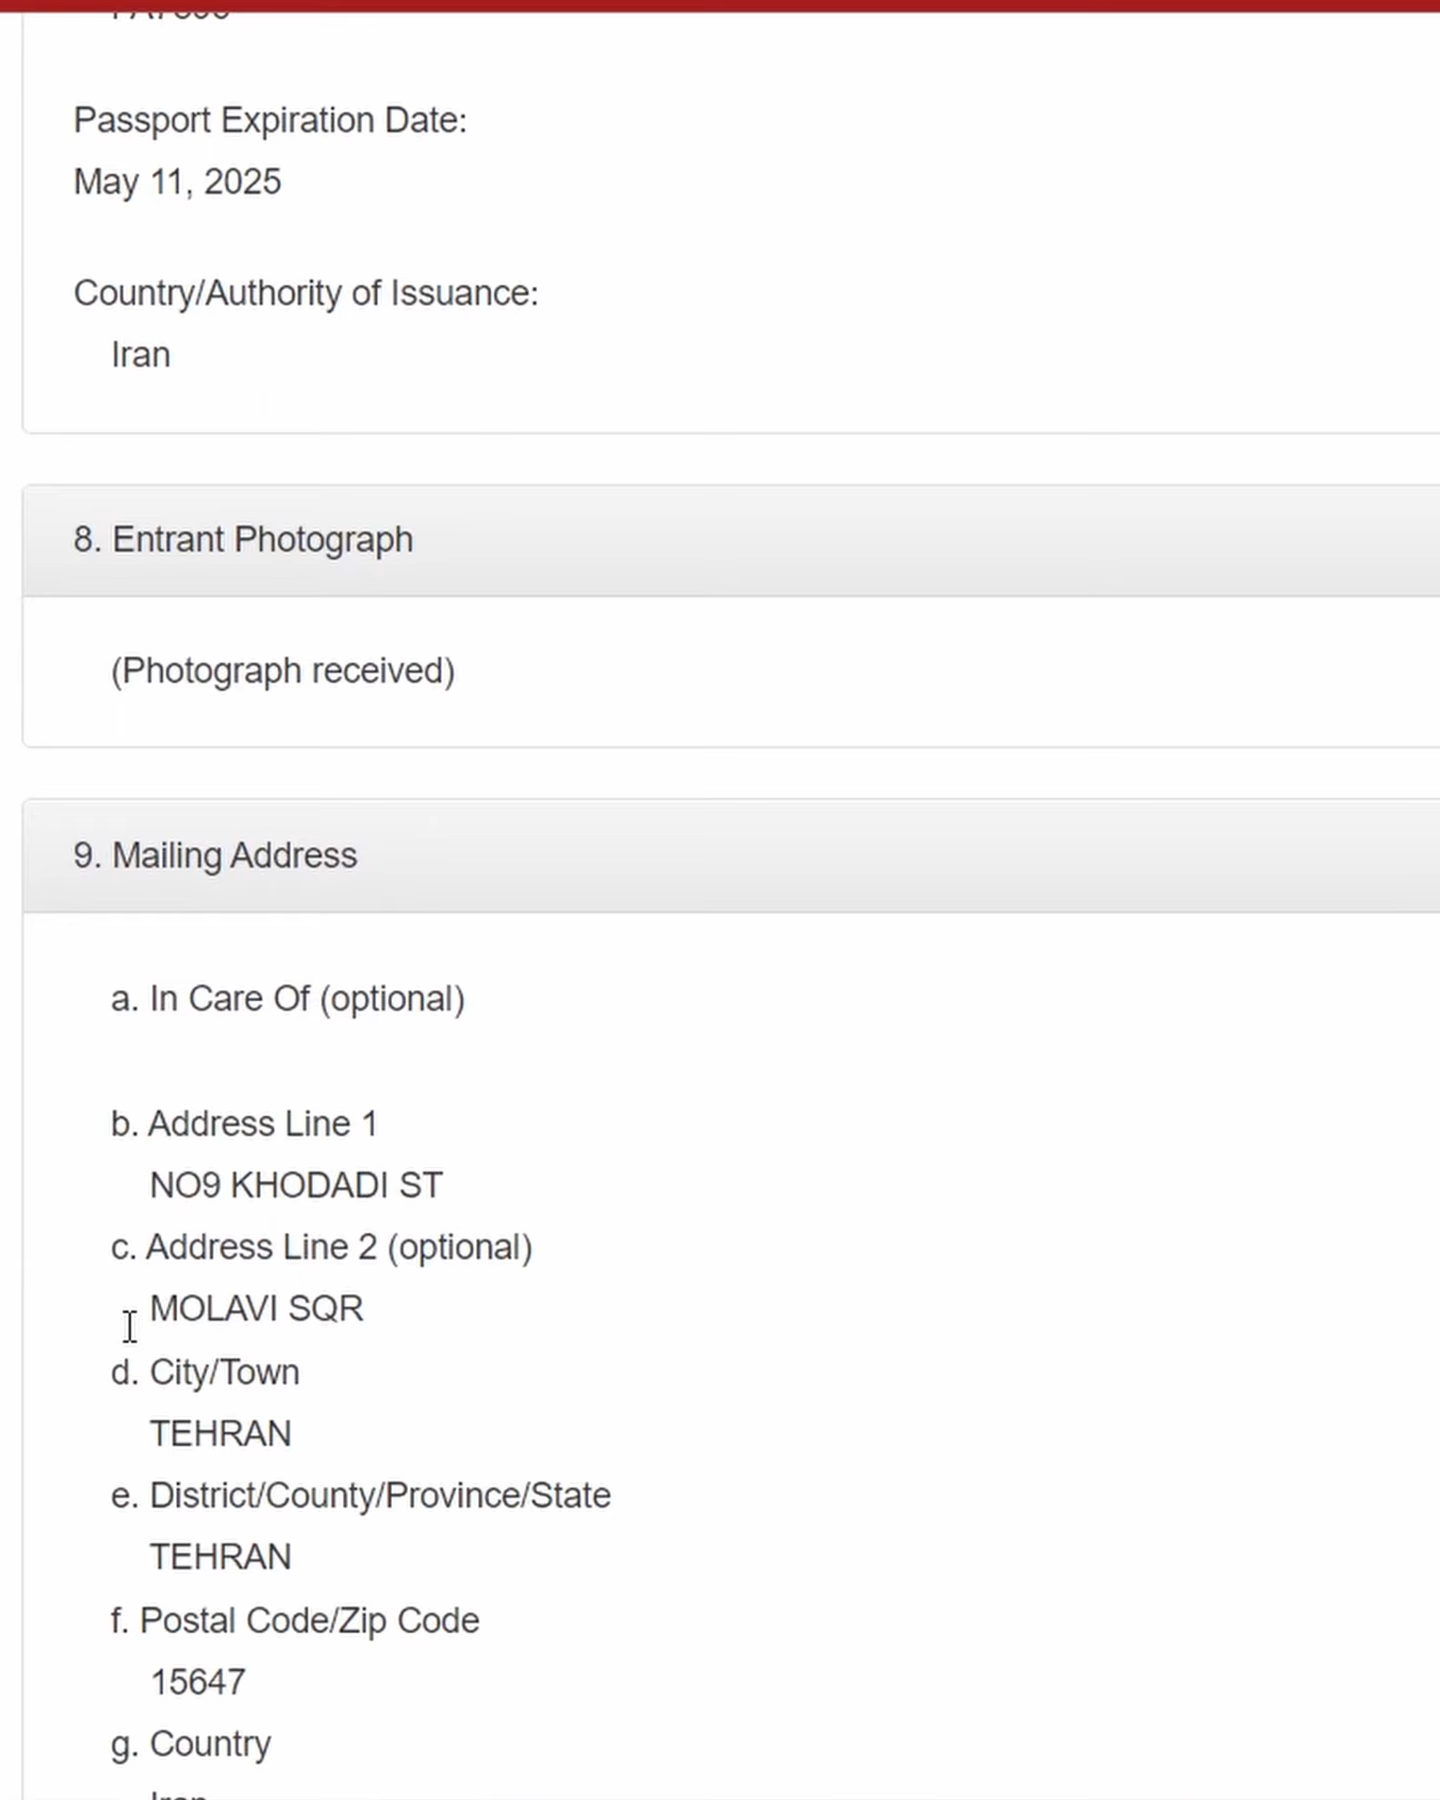 Passport Expiration Date:
May 11, 2025
Country/Authority of Issuance:
Iran
8. Entrant Photograph
(Photograph received)
9. Mailing Address
a. In Care Of (optional)
b. Address Line 1
NO9 KHODADI ST
c. Address Line 2 (optional)
MOLAVI SQR
d. City/Town
TEHRAN
e. District/County/Province/State
TEHRAN
f. Postal Code/Zip Code
15647
g. Country